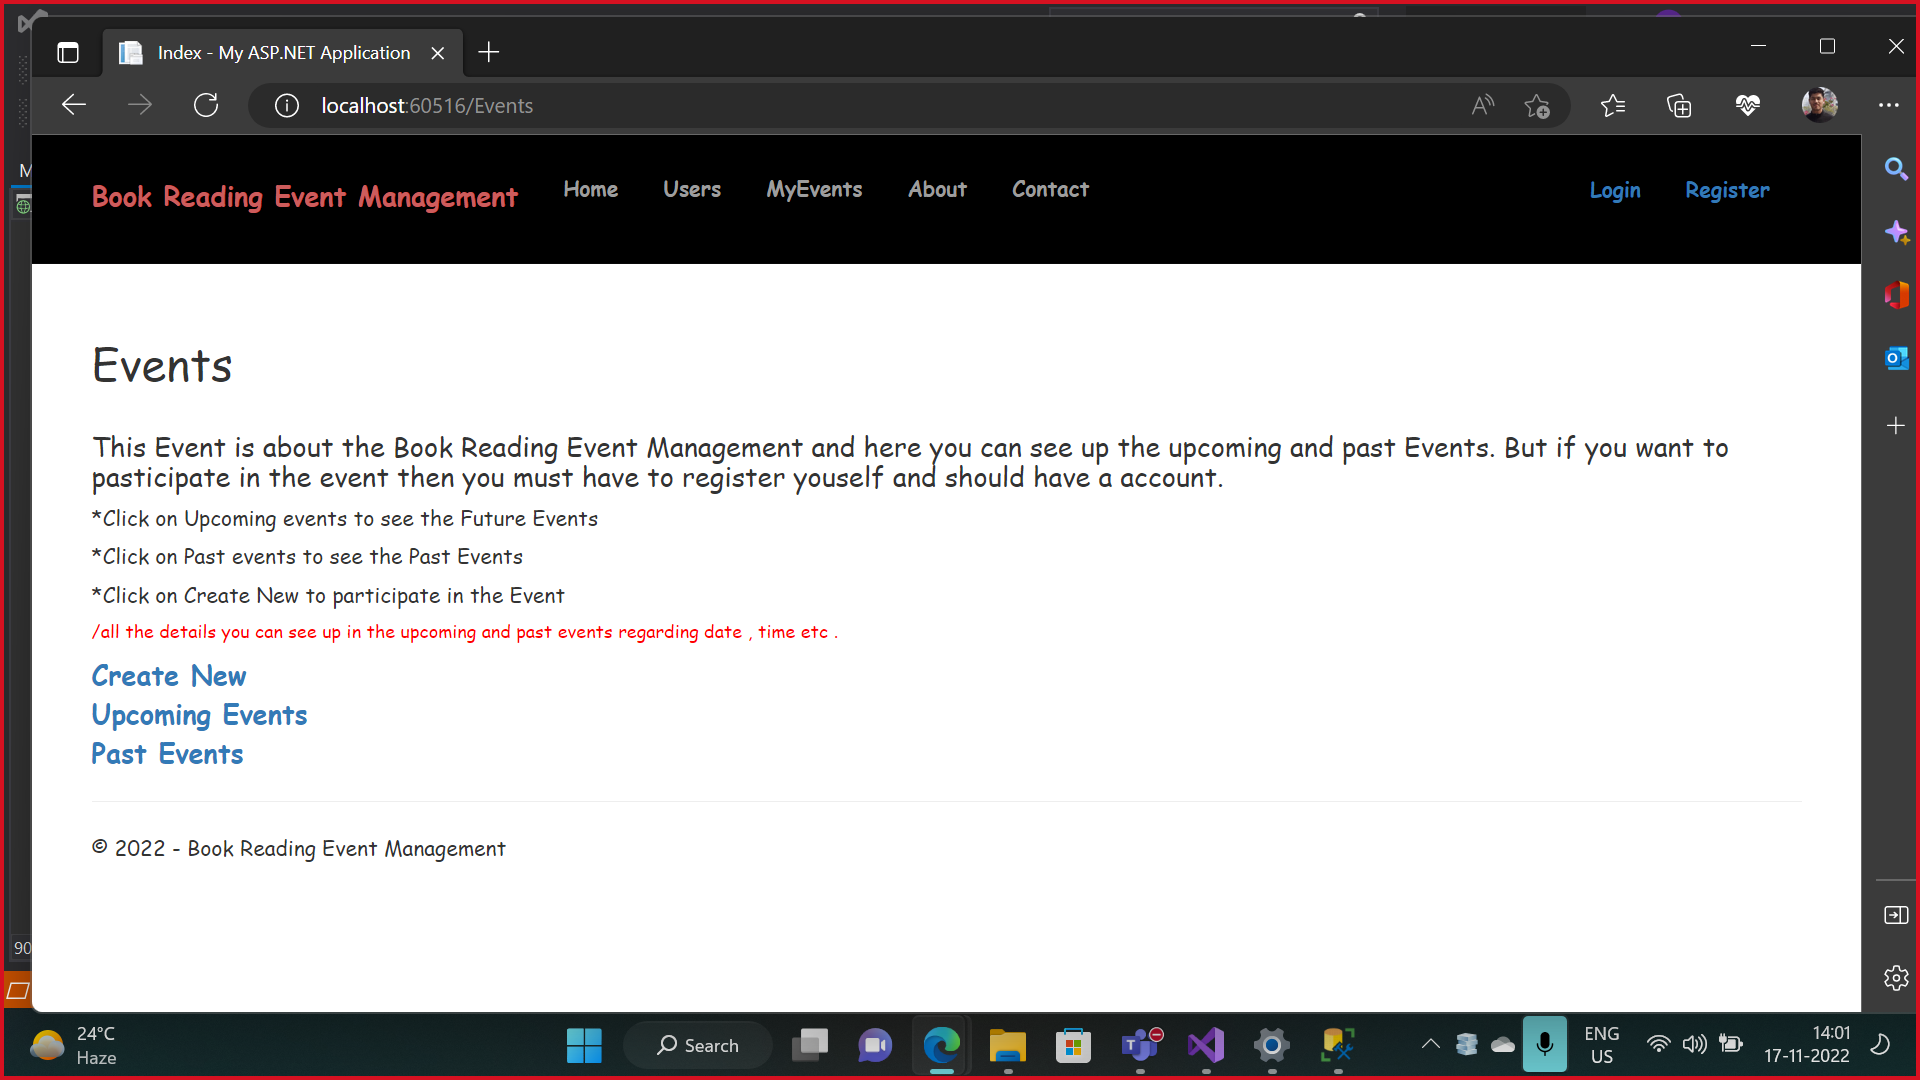 Index - My ASP.NET Application
localhost:60516/Events
M
Book Reading Event Management
Home
Users
MyEvents
About
Contact
Login
Register
Events
This Event is about the Book Reading Event Management and here you can see up the upcoming and past Events. But if you want to
pasticipate in the event then you must have to register youself and should have a account.
*Click on Upcoming events to see the Future Events
*Click on Past events to see the Past Events
*Click on Create New to participate in the Event
/all the details you can see up in the upcoming and past events regarding date , time etc .
Create New
Upcoming Events
Past Events
© 2022 - Book Reading Event Management
90
24°C
Haze
Search
ENG
US
14:01
17-11-2022